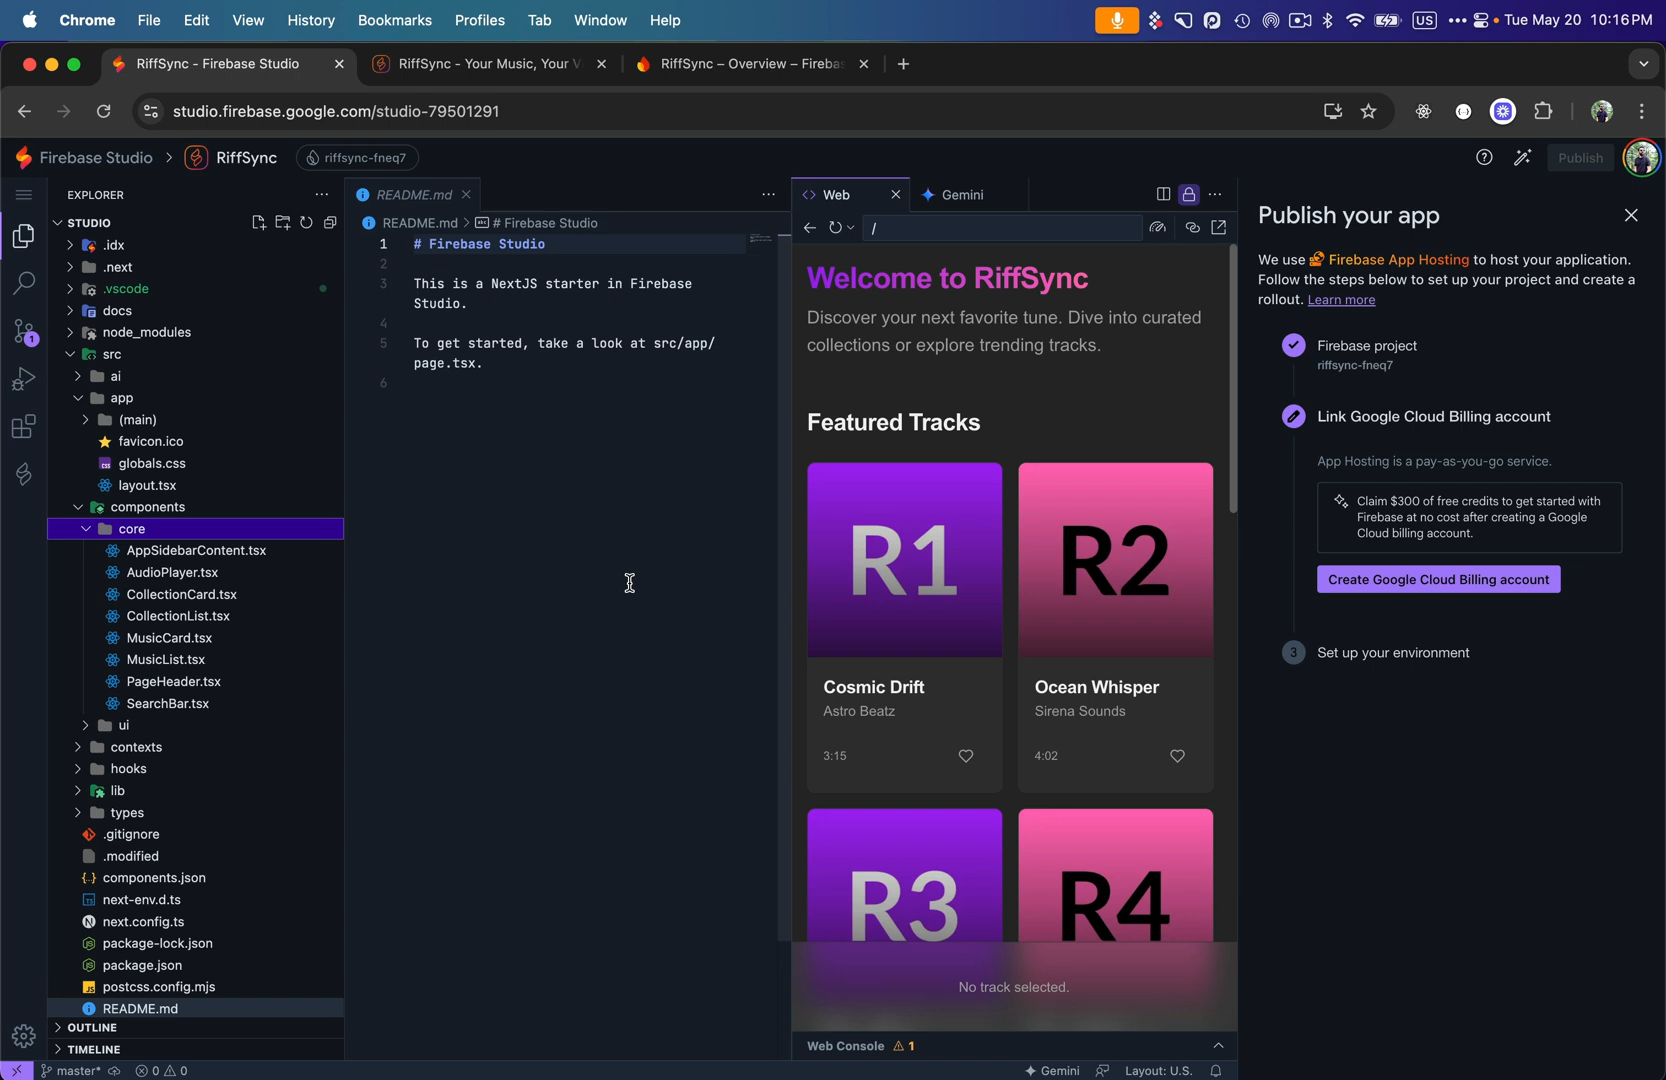 Chrome File Edit View History Bookmarks Profiles Tab Window Help US Tue May 20 10:16 PM
RiffSync - Firebase Studio
RiffSync - Your Music, Your V
RiffSync – Overview – Fireba
studio.firebase.google.com/studio-79501291
Firebase Studio > RiffSync riffsync-fneq7 Publish
EXPLORER
STUDIO
.idx
.next
.vscode
docs
node_modules
src
ai
app
(main)
favicon.ico
globals.css
layout.tsx
components
core
AppSidebarContent.tsx
AudioPlayer.tsx
CollectionCard.tsx
CollectionList.tsx
MusicCard.tsx
MusicList.tsx
PageHeader.tsx
SearchBar.tsx
ui
contexts
hooks
lib
types
.gitignore
.modified
components.json
next-env.d.ts
next.config.ts
package-lock.json
package.json
postcss.config.mjs
README.md
OUTLINE
TIMELINE
1
README.md
README.md > # Firebase Studio
1 # Firebase Studio
2
3 This is a NextJS starter in Firebase
Studio.
4
5 To get started, take a look at src/app/
page.tsx.
6
Web Gemini
/
Welcome to RiffSync
Discover your next favorite tune. Dive into curated
collections or explore trending tracks.
Featured Tracks
R1
R2
Cosmic Drift
Astro Beatz
3:15
Ocean Whisper
Sirena Sounds
4:02
R3
R4
No track selected.
Web Console 1
Publish your app
We use Firebase App Hosting to host your application.
Follow the steps below to set up your project and create a
rollout. Learn more
Firebase project
riffsync-fneq7
Link Google Cloud Billing account
App Hosting is a pay-as-you-go service.
Claim $300 of free credits to get started with
Firebase at no cost after creating a Google
Cloud billing account.
Create Google Cloud Billing account
3 Set up your environment
master* 0 0 Gemini Layout: U.S.